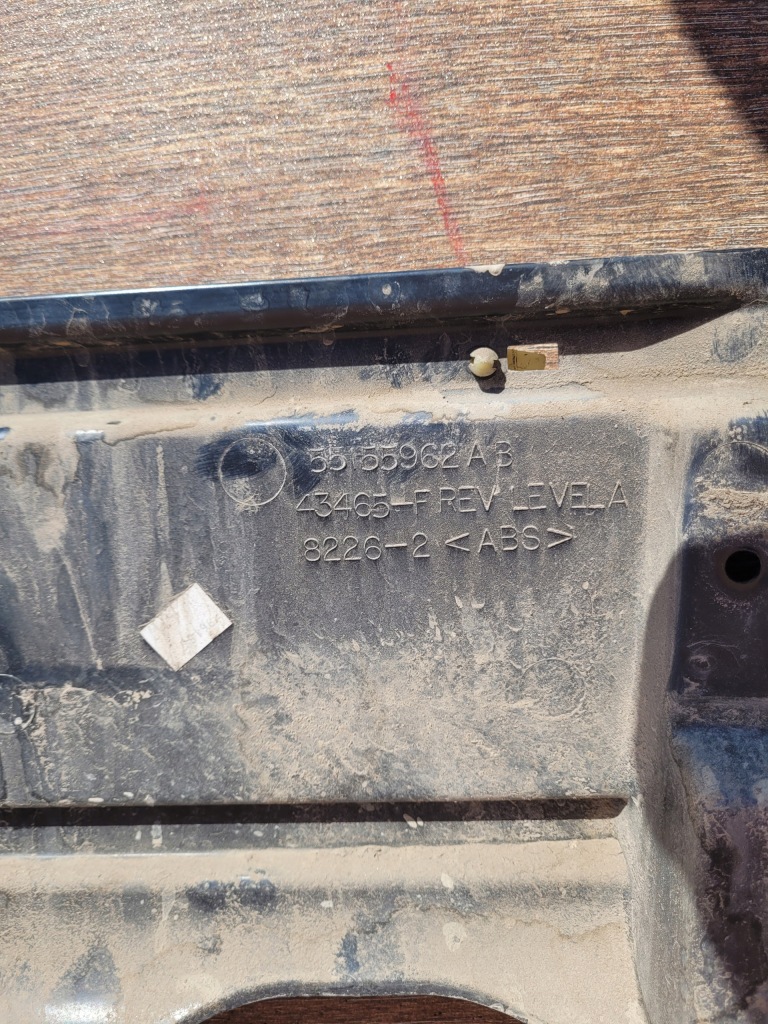 55155962AB
43465-F REV LEVEL A
8226-2 <ABS>